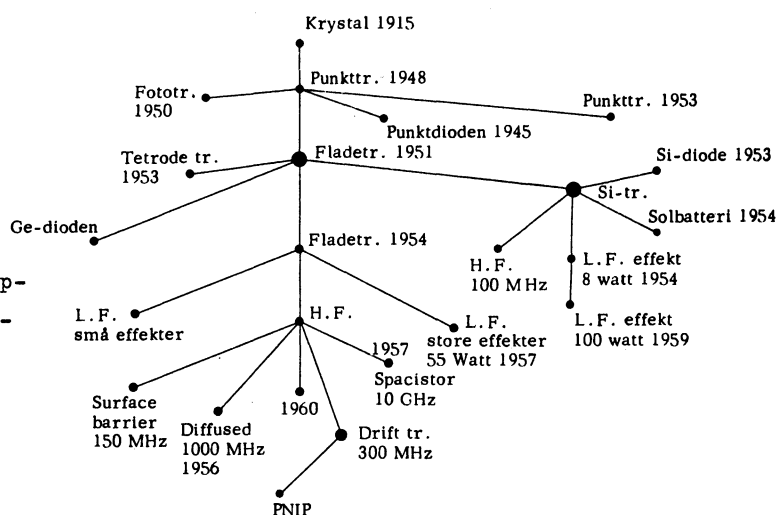 Krystal 1915
Punkttr. 1948
Fototr.
1950
Punkttr. 1953
Punktdioden 1945
Tetrode tr.
1953
Fladetr. 1951
Si-diode 1953
Si-tr.
Solbatteri 1954
Ge-dioden
Fladetr. 1954
H.F.
100 MHz
L.F. effekt
8 watt 1954
p-
-
L.F.
små effekter
H.F.
L.F.
store effekter
55 Watt 1957
L.F. effekt
100 watt 1959
1957
Spacistor
10 GHz
Surface
barrier
150 MHz
Diffused
1000 MHz
1956
1960
Drift tr.
300 MHz
PNIP